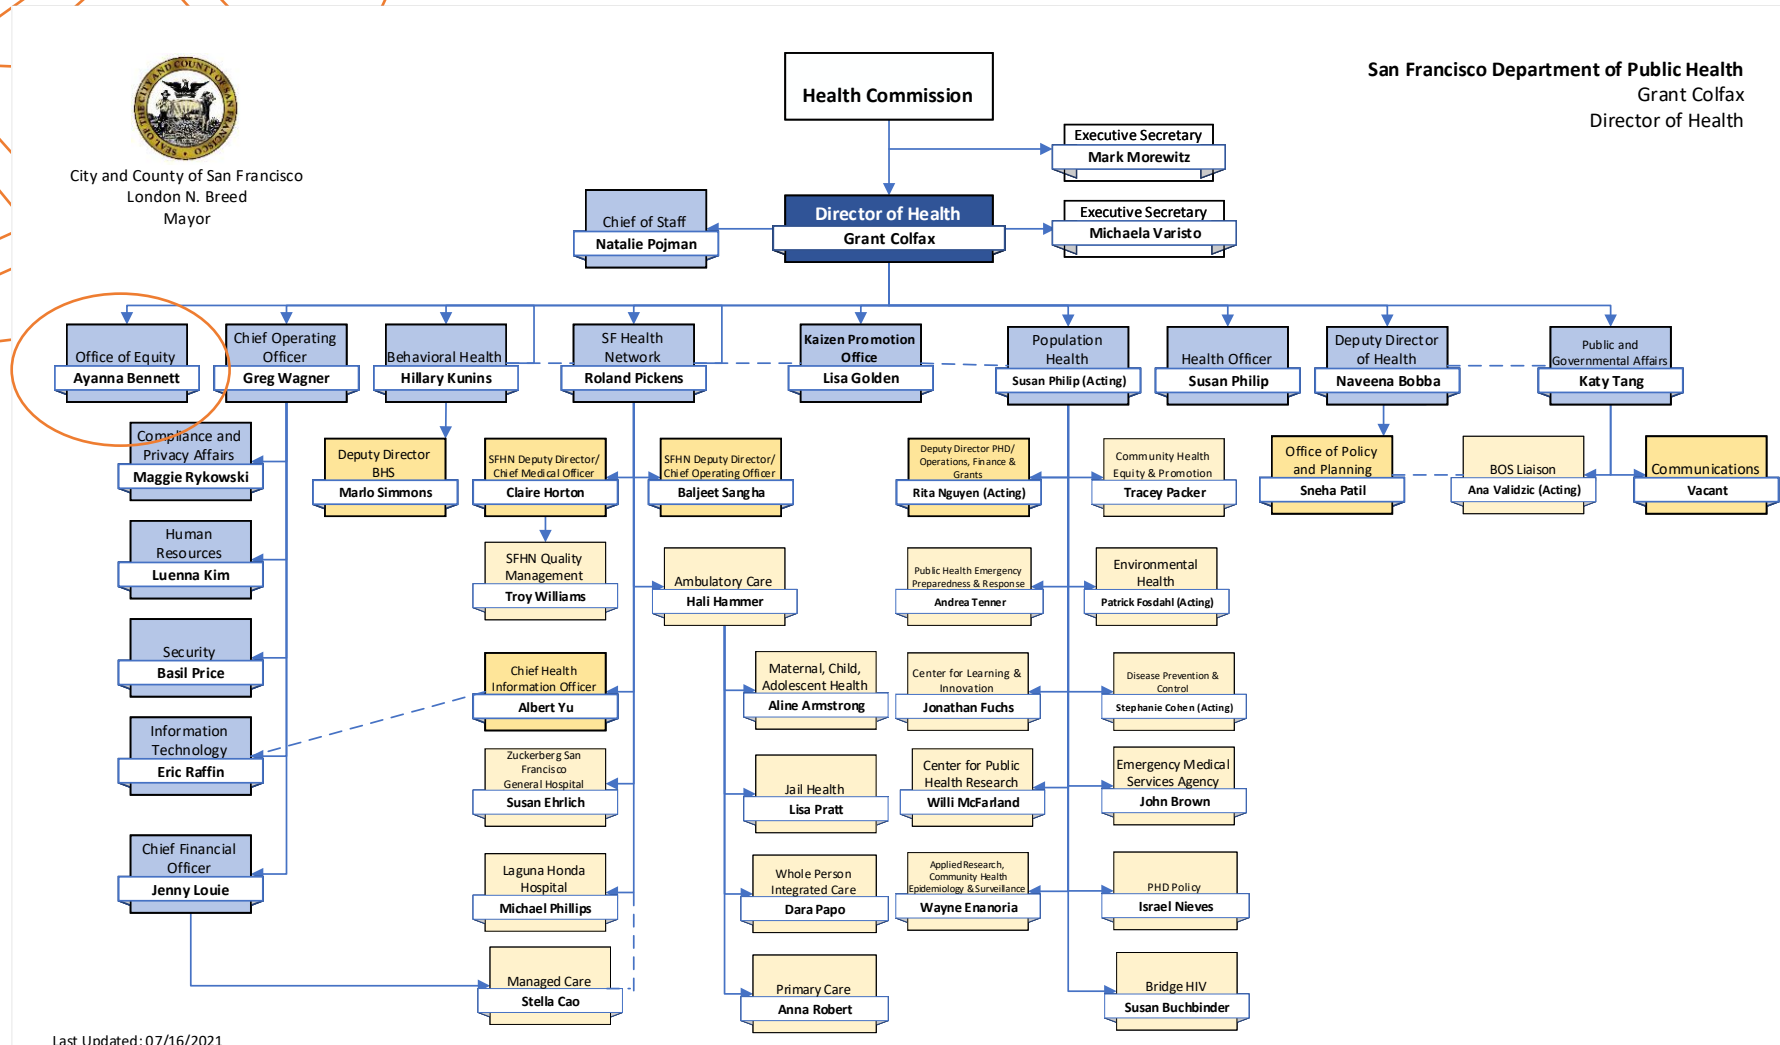 City and County of San Francisco
London N. Breed
Mayor
San Francisco Department of Public Health
Grant Colfax
Director of Health
Health Commission
Executive Secretary
Mark Morewitz
Chief of Staff
Natalie Pojman
Director of Health
Grant Colfax
Executive Secretary
Michaela Varisto
Office of Equity
Ayanna Bennett
Chief Operating
Officer
Greg Wagner
Behavioral Health
Hillary Kunins
SF Health
Network
Roland Pickens
Kaizen Promotion
Office
Lisa Golden
Population
Health
Susan Philip (Acting)
Health Officer
Susan Philip
Deputy Director
of Health
Naveena Bobba
Public and
Governmental Affairs
Katy Tang
Compliance and
Privacy Affairs
Maggie Rykowski
Human
Resources
Luenna Kim
Security
Basil Price
Information
Technology
Eric Raffin
Chief Financial
Officer
Jenny Louie
Deputy Director
BHS
Marlo Simmons
SFHN Deputy Director/
Chief Medical Officer
Claire Horton
SFHN Deputy Director/
Chief Operating Officer
Baljeet Sangha
SFHN Quality
Management
Troy Williams
Ambulatory Care
Hali Hammer
Chief Health
Information Officer
Albert Yu
Zuckerberg San
Francisco
General Hospital
Susan Ehrlich
Laguna Honda
Hospital
Michael Phillips
Managed Care
Stella Cao
Maternal, Child,
Adolescent Health
Aline Armstrong
Jail Health
Lisa Pratt
Whole Person
Integrated Care
Dara Papo
Primary Care
Anna Robert
Deputy Director PHD/
Operations, Finance &
Grants
Rita Nguyen (Acting)
Community Health
Equity & Promotion
Tracey Packer
Public Health Emergency
Preparedness & Response
Andrea Tenner
Environmental
Health
Patrick Fosdahl (Acting)
Center for Learning &
Innovation
Jonathan Fuchs
Disease Prevention &
Control
Stephanie Cohen (Acting)
Center for Public
Health Research
Willi McFarland
Emergency Medical
Services Agency
John Brown
Applied Research,
Community Health
Epidemiology & Surveillance
Wayne Enanoria
PHD Policy
Israel Nieves
Bridge HIV
Susan Buchbinder
Office of Policy
and Planning
Sneha Patil
BOS Liaison
Ana Validzic (Acting)
Communications
Vacant
Last Updated: 07/16/2021